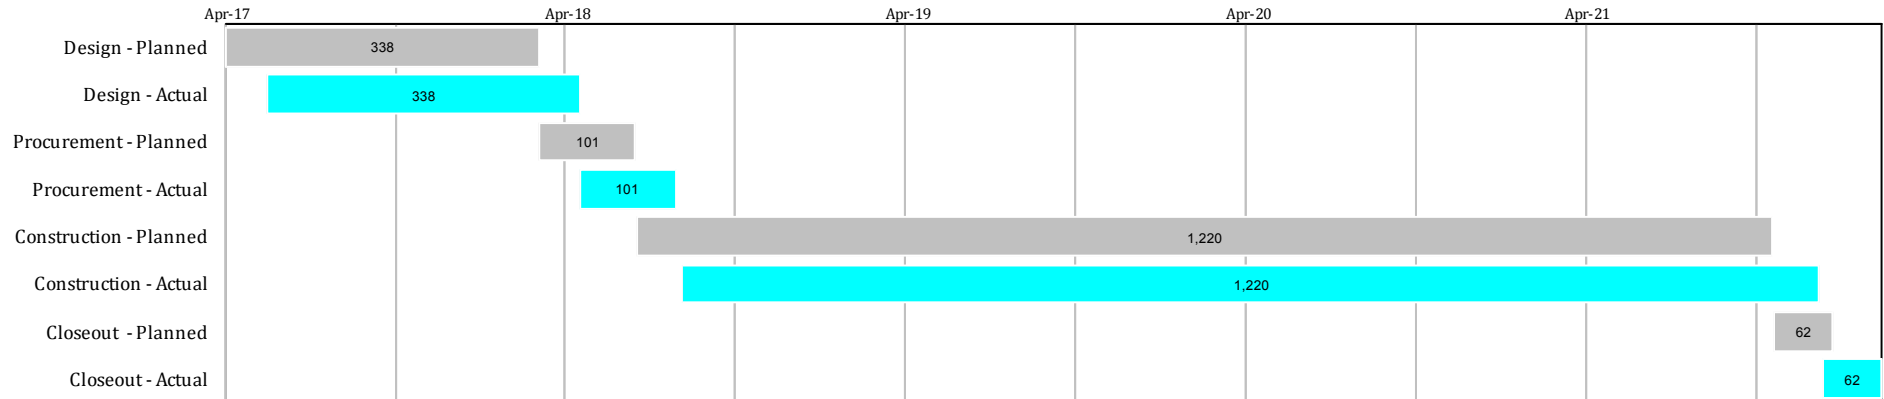 Apr-17 Apr-18 Apr-19 Apr-20 Apr-21
Design - Planned 338
Design - Actual 338
Procurement - Planned 101
Procurement - Actual 101
Construction - Planned 1,220
Construction - Actual 1,220
Closeout - Planned 62
Closeout - Actual 62